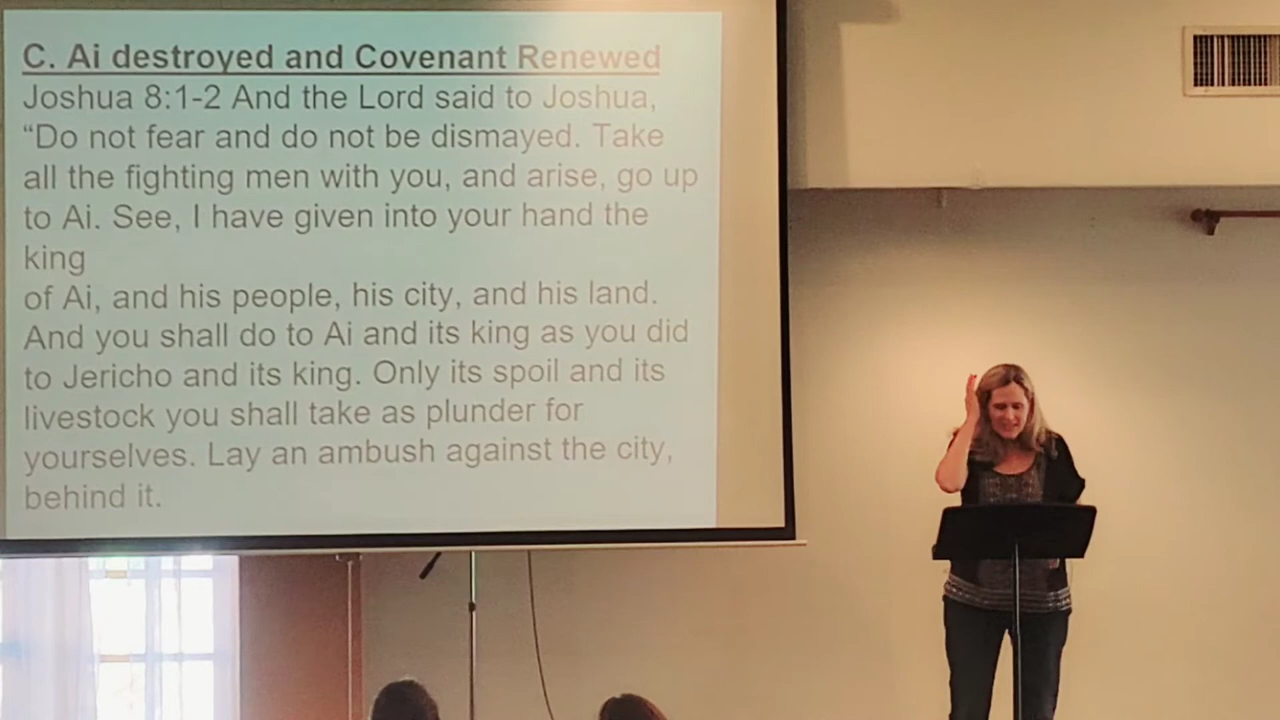 C. Ai destroyed and Covenant Renewed
Joshua 8:1-2 And the Lord said to Joshua,
“Do not fear and do not be dismayed. Take
all the fighting men with you, and arise, go up
to Ai. See, I have given into your hand the
king
of Ai, and his people, his city, and his land.
And you shall do to Ai and its king as you did
to Jericho and its king. Only its spoil and its
livestock you shall take as plunder for
yourselves. Lay an ambush against the city,
behind it.